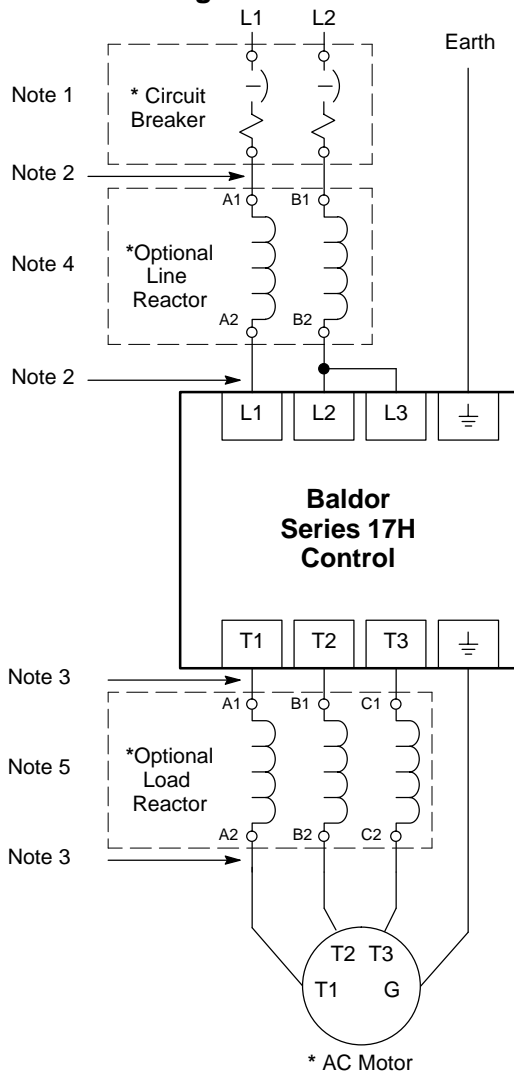 L1 L2
Earth
Note 1
* Circuit
Breaker
Note 2
A1 B1
Note 4
*Optional
Line
Reactor
A2 B2
Note 2
L1 L2 L3
Baldor
Series 17H
Control
T1 T2 T3
Note 3
A1 B1 C1
Note 5
*Optional
Load
Reactor
A2 B2 C2
Note 3
T2 T3
T1 G
* AC Motor